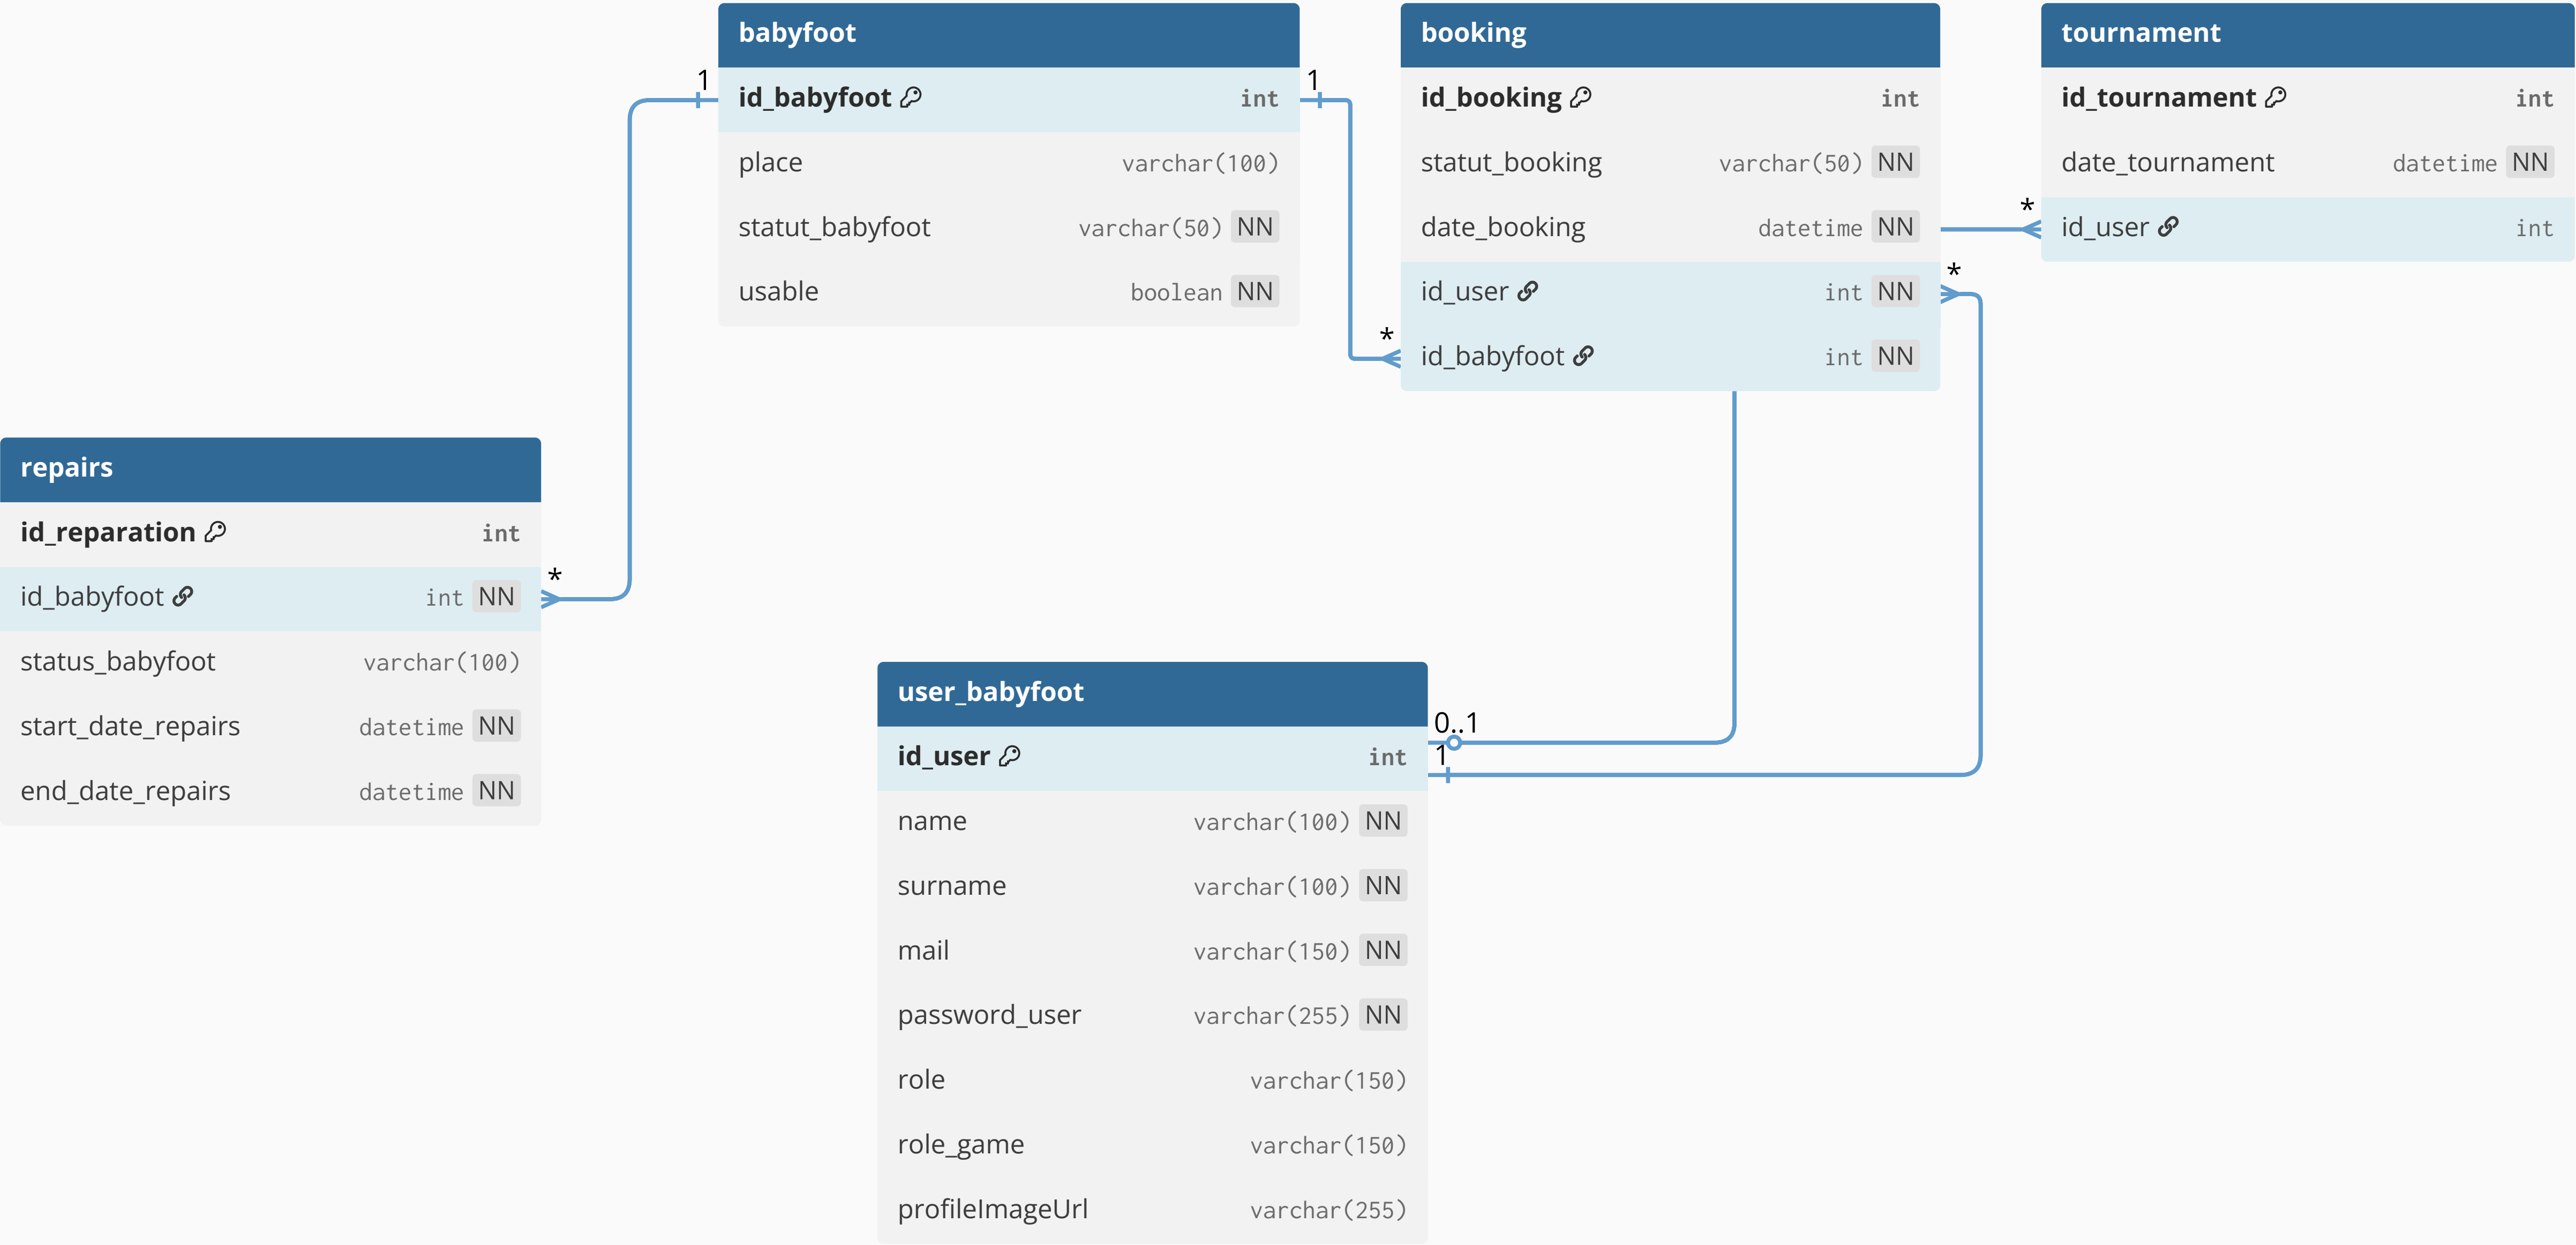 babyfoot
1
id_babyfoot int
1
place varchar(100)
statut_babyfoot varchar(50) NN
usable boolean NN
booking
id_booking int
statut_booking varchar(50) NN
date_booking datetime NN
*
id_user int NN
*
id_babyfoot int NN
tournament
id_tournament int
date_tournament datetime NN
*
id_user int
repairs
id_reparation int
*
id_babyfoot int NN
status_babyfoot varchar(100)
start_date_repairs datetime NN
end_date_repairs datetime NN
user_babyfoot
0..1
1
id_user int
name varchar(100) NN
surname varchar(100) NN
mail varchar(150) NN
password_user varchar(255) NN
role varchar(150)
role_game varchar(150)
profileImageUrl varchar(255)